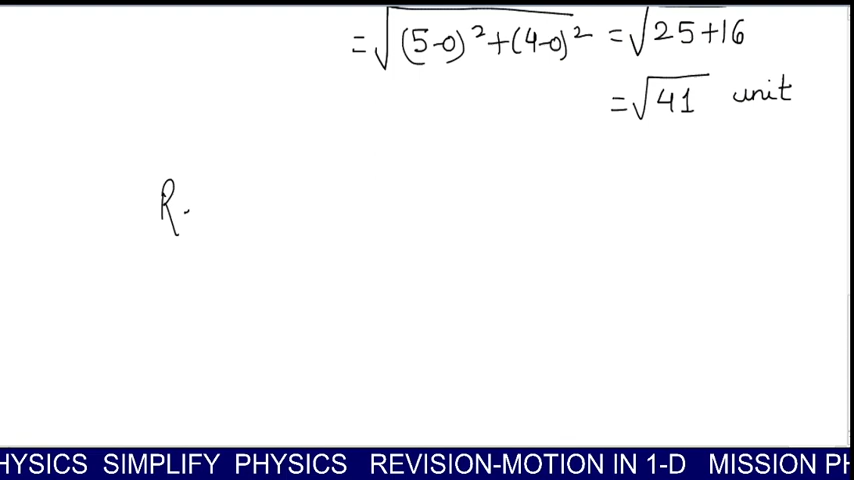 = √(5-0)² + (4-0)² = √25+16
= √41 unit
R.
HYSICS SIMPLIFY PHYSICS REVISION-MOTION IN 1-D MISSION PH